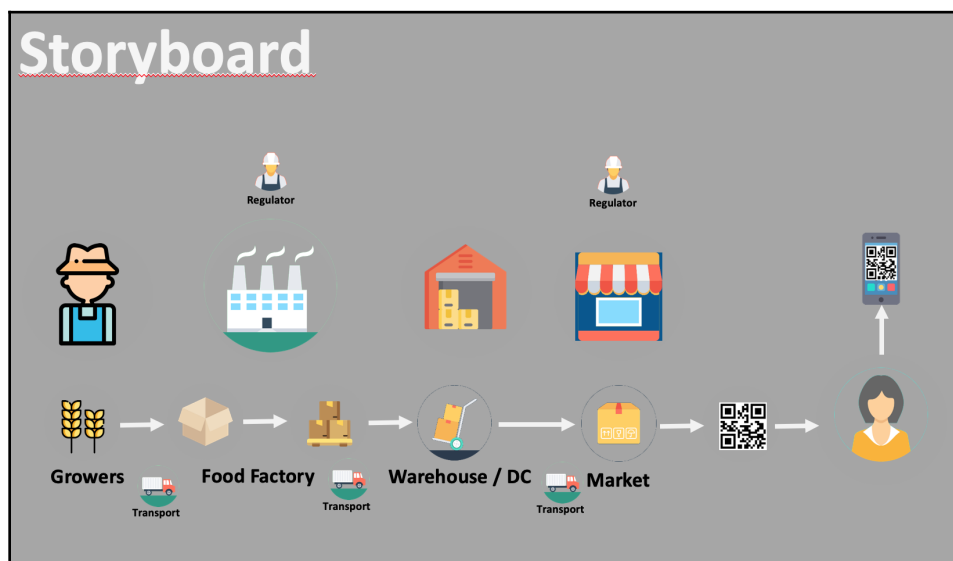 Storyboard
Regulator
Regulator
Growers
Food Factory
Warehouse / DC
Market
Transport
Transport
Transport